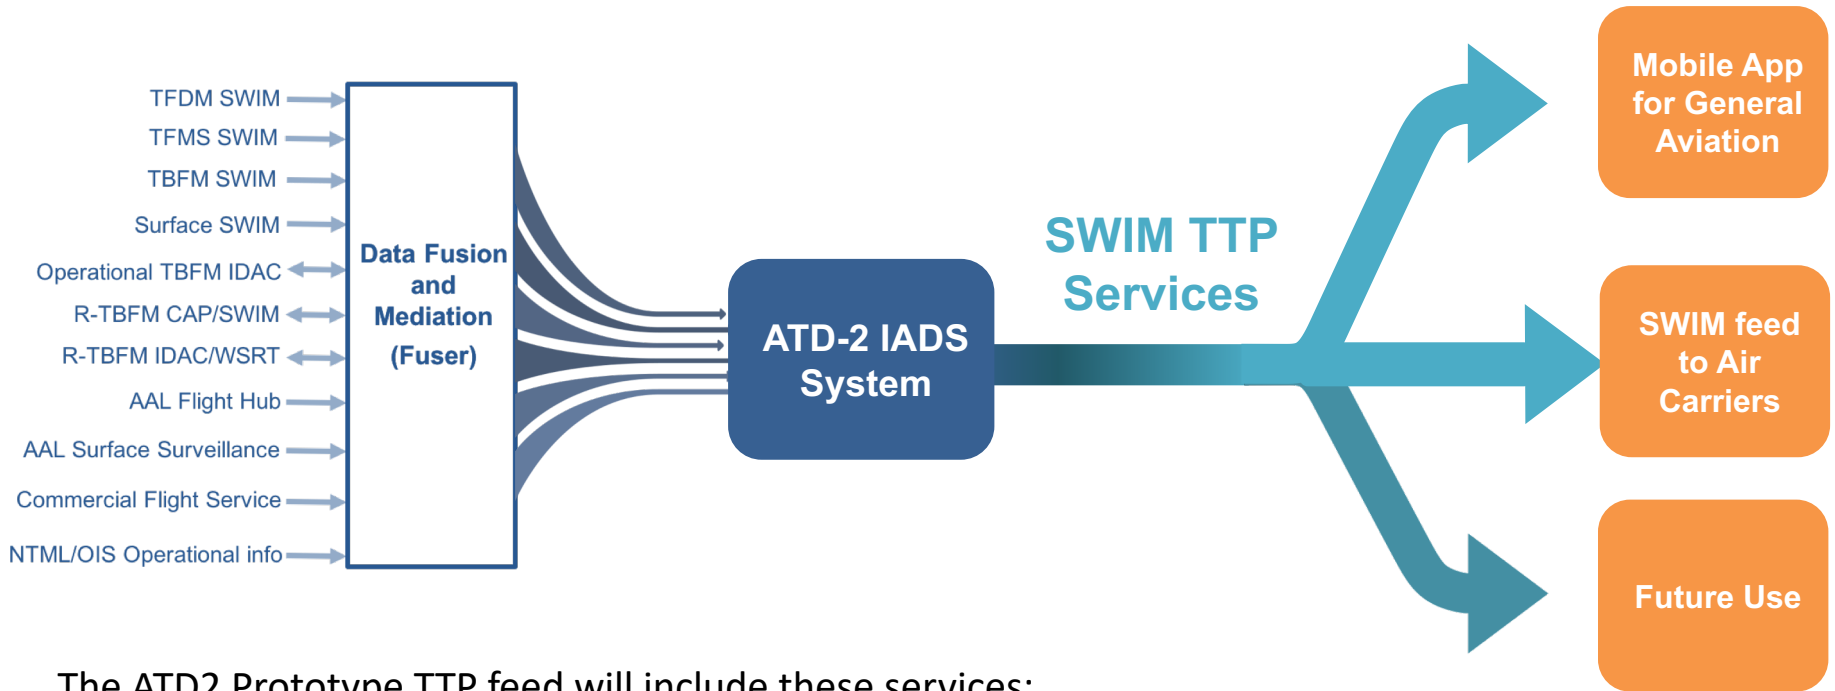 TFDM SWIM
TFMS SWIM
TBFM SWIM
Surface SWIM
Operational TBFM IDAC
R-TBFM CAP/SWIM
R-TBFM IDAC/WSRT
AAL Flight Hub
AAL Surface Surveillance
Commercial Flight Service
NTML/OIS Operational info
Data Fusion
and
Mediation
(Fuser)
ATD-2 IADS
System
SWIM TTP
Services
Mobile App
for General
Aviation
SWIM feed
to Air
Carriers
Future Use
The ATD2 Prototype TTP feed will include these services: